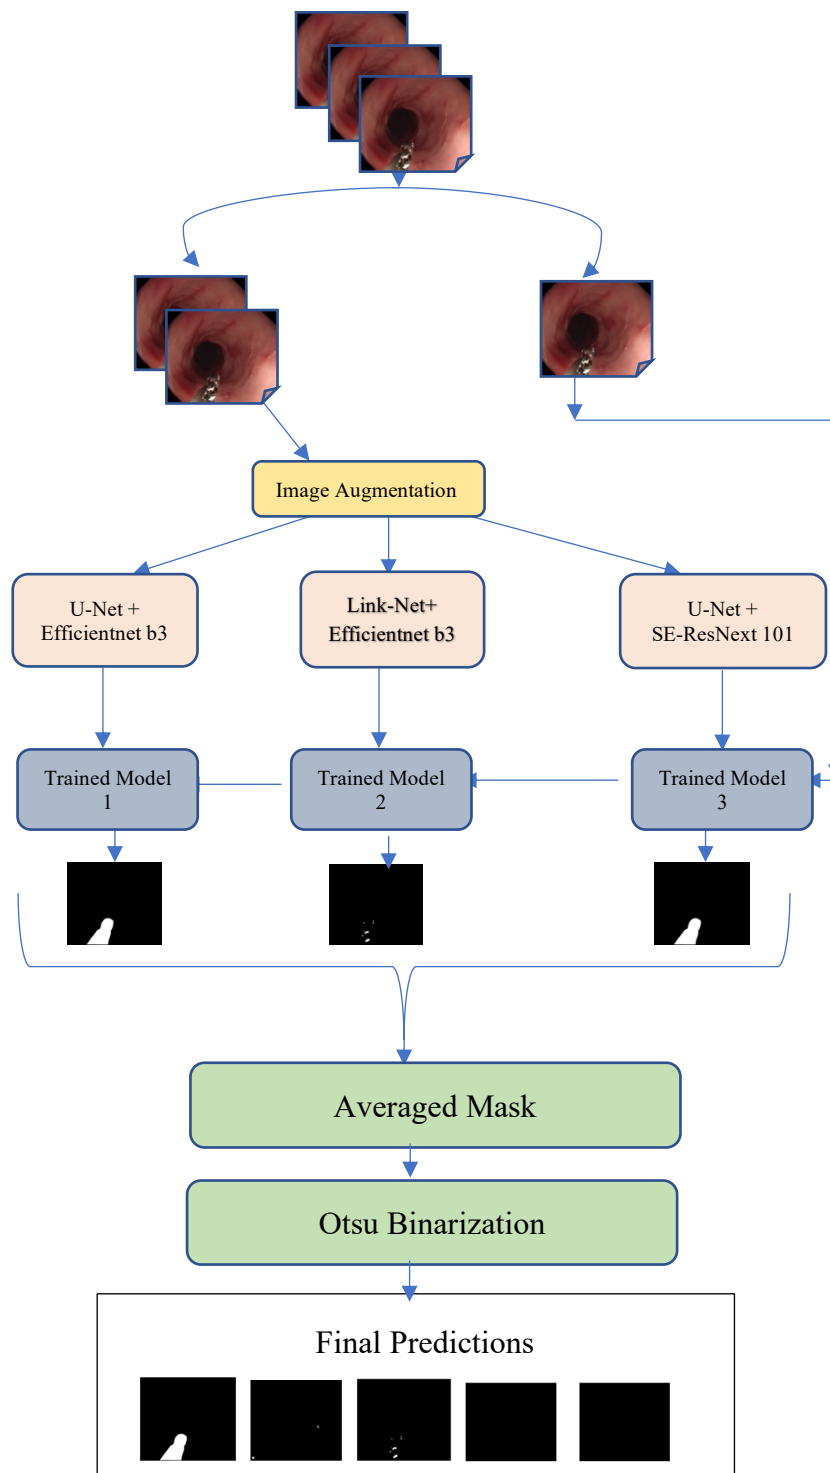 Image Augmentation
U-Net +
Efficientnet b3
Link-Net+
Efficientnet b3
U-Net +
SE-ResNext 101
Trained Model
1
Trained Model
2
Trained Model
3
Averaged Mask
Otsu Binarization
Final Predictions